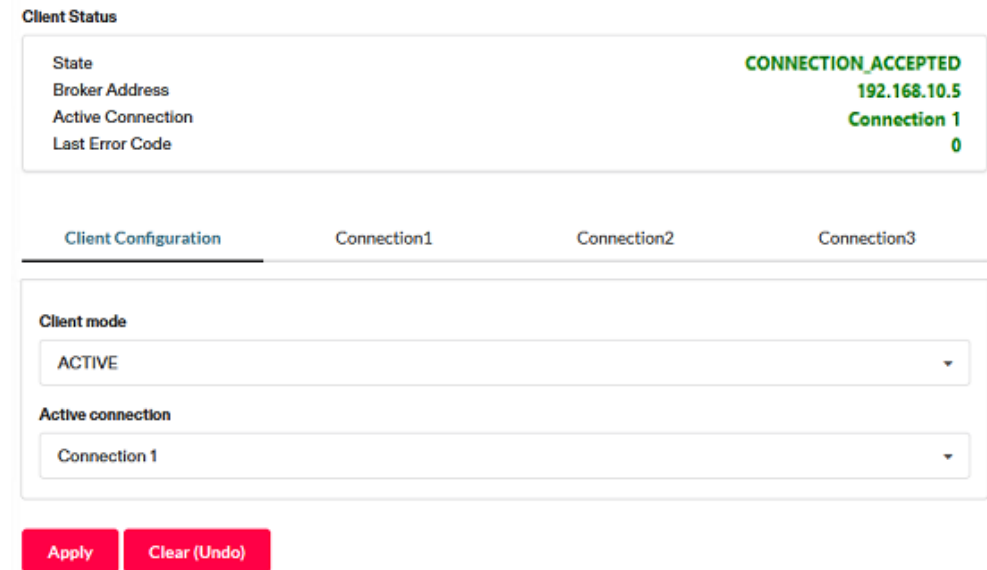 Client Status
State CONNECTION_ACCEPTED
Broker Address 192.168.10.5
Active Connection Connection 1
Last Error Code 0
Client Configuration Connection1 Connection2 Connection3
Client mode
ACTIVE
Active connection
Connection 1
Apply Clear (Undo)